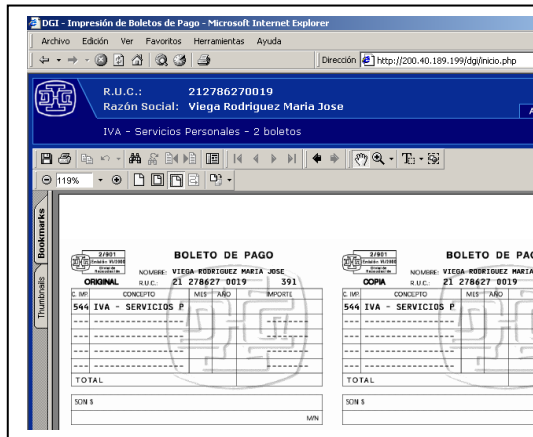 DGI - Impresión de Boletos de Pago - Microsoft Internet Explorer
Archivo Edición Ver Favoritos Herramientas Ayuda
Dirección http://200.40.189.199/dgi/inicio.php
R.U.C.: 212786270019
Razón Social: Viega Rodriguez Maria Jose
A
IVA - Servicios Personales - 2 boletos
119%
Bookmarks
Thumbnails
2/901 BOLETO DE PAGO
NOMBRE: VIEGA RODRIGUEZ MARIA JOSE
ORIGINAL R.U.C.: 21 278627 0019 391
C. IMP. CONCEPTO MES AÑO IMPORTE
544 IVA - SERVICIOS P
TOTAL
SON $
M/N
2/901 BOLETO DE PAG
NOMBRE: VIEGA RODRIGUEZ MARIA
COPIA R.U.C.: 21 278627 0019
C. IMP. CONCEPTO MES AÑO
544 IVA - SERVICIOS P
TOTAL
SON $